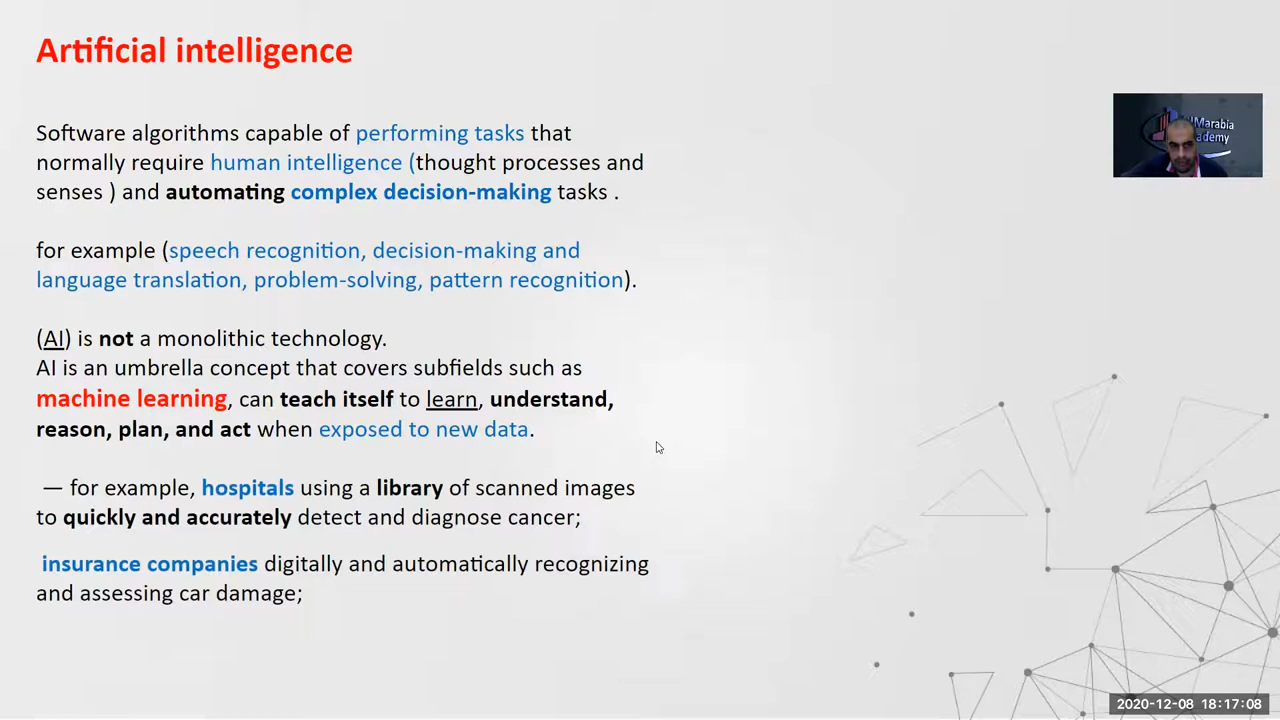 Artificial intelligence
Software algorithms capable of performing tasks that
normally require human intelligence (thought processes and
senses ) and automating complex decision-making tasks .
for example (speech recognition, decision-making and
language translation, problem-solving, pattern recognition).
(AI) is not a monolithic technology.
AI is an umbrella concept that covers subfields such as
machine learning, can teach itself to learn, understand,
reason, plan, and act when exposed to new data.
— for example, hospitals using a library of scanned images
to quickly and accurately detect and diagnose cancer;
insurance companies digitally and automatically recognizing
and assessing car damage;
2020-12-08 18:17:08